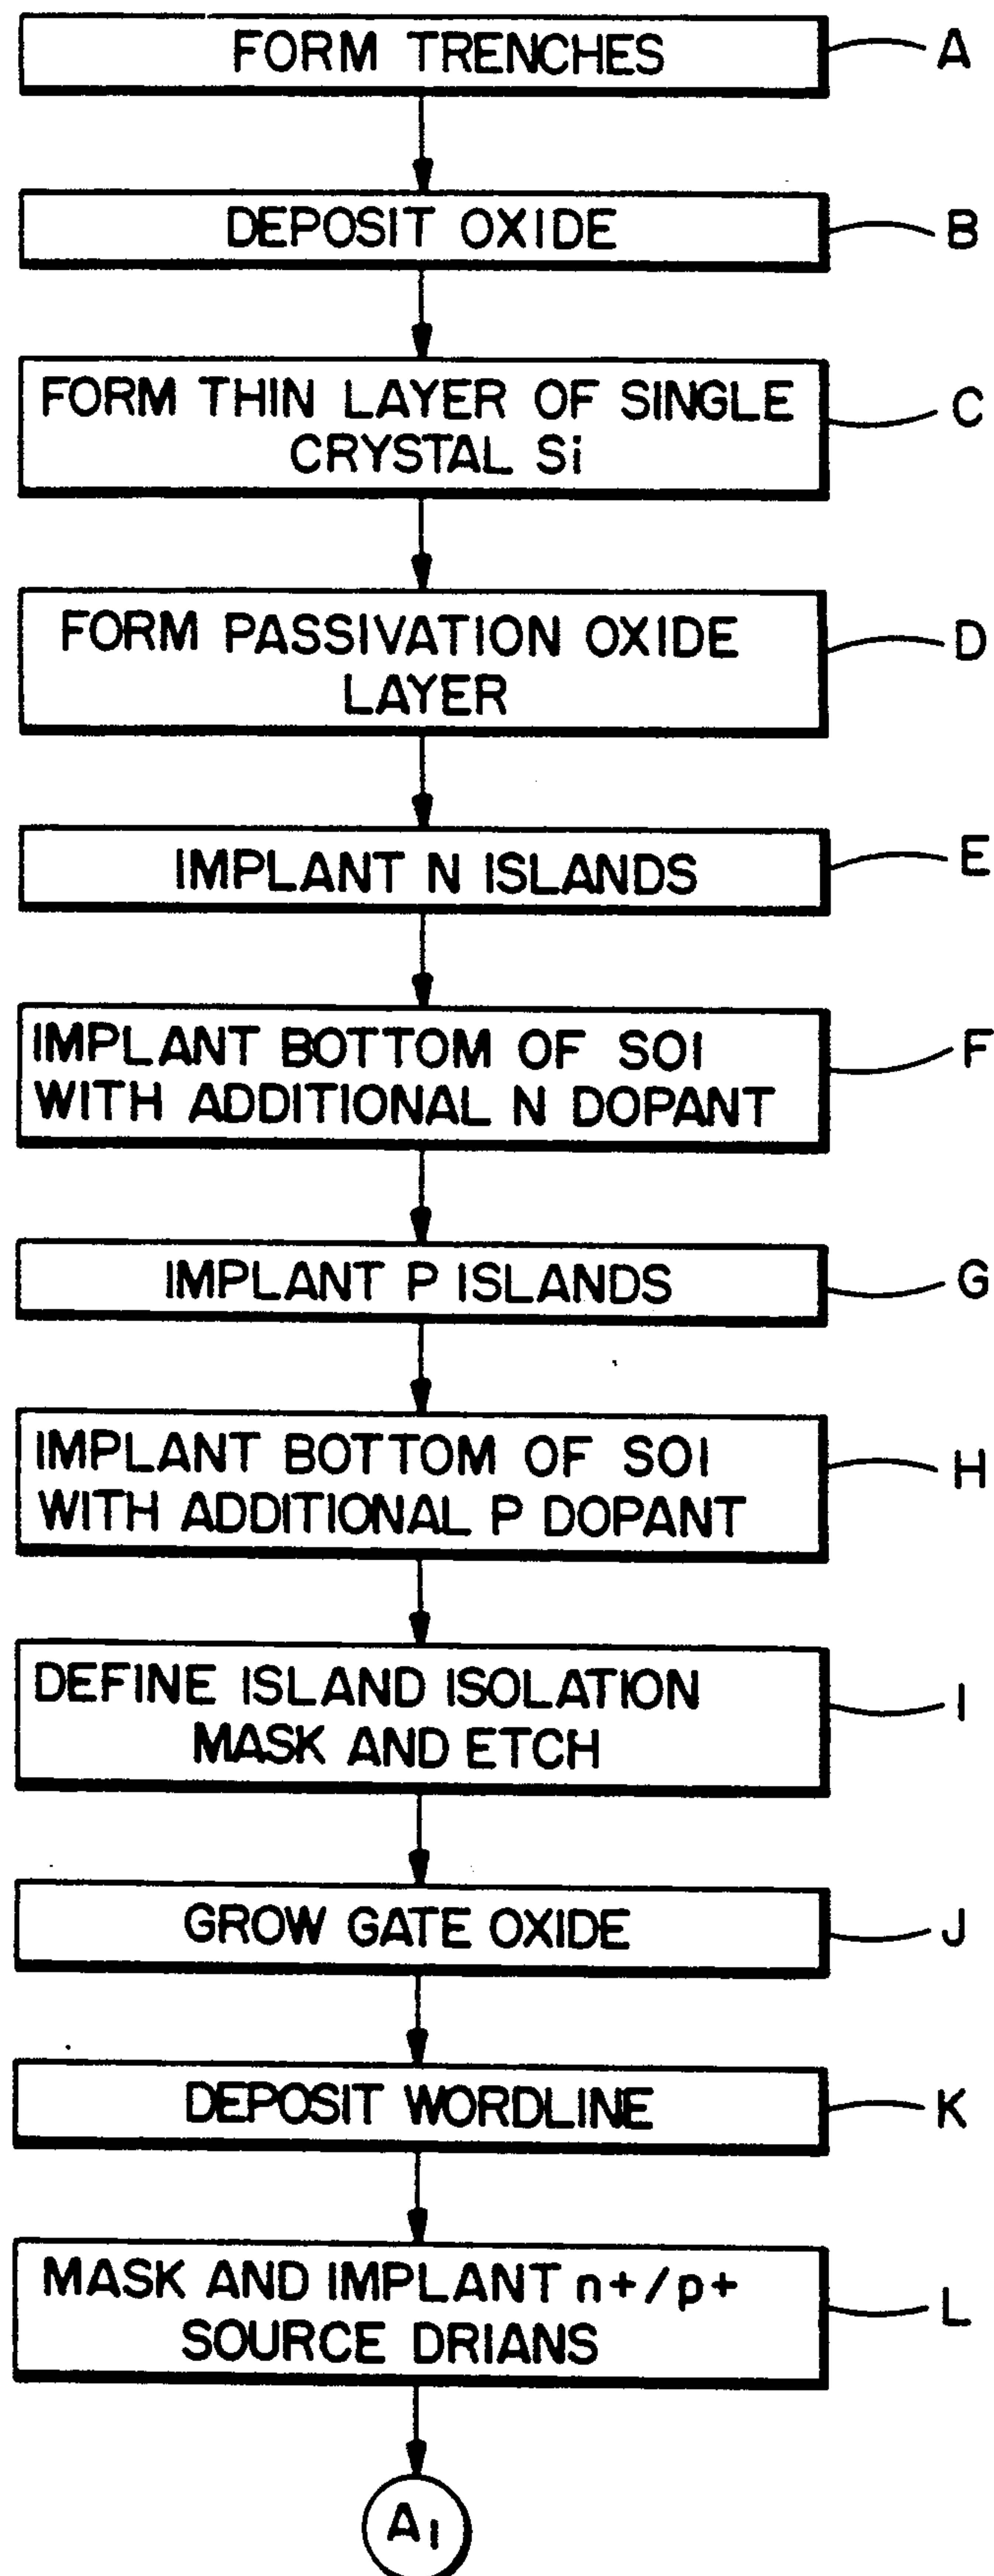 FORM TRENCHES
A
DEPOSIT OXIDE
B
FORM THIN LAYER OF SINGLE
CRYSTAL Si
C
FORM PASSIVATION OXIDE
LAYER
D
IMPLANT N ISLANDS
E
IMPLANT BOTTOM OF SOI
WITH ADDITIONAL N DOPANT
F
IMPLANT P ISLANDS
G
IMPLANT BOTTOM OF SOI
WITH ADDITIONAL P DOPANT
H
DEFINE ISLAND ISOLATION
MASK AND ETCH
I
GROW GATE OXIDE
J
DEPOSIT WORDLINE
K
MASK AND IMPLANT n+/p+
SOURCE DRIANS
L
A1